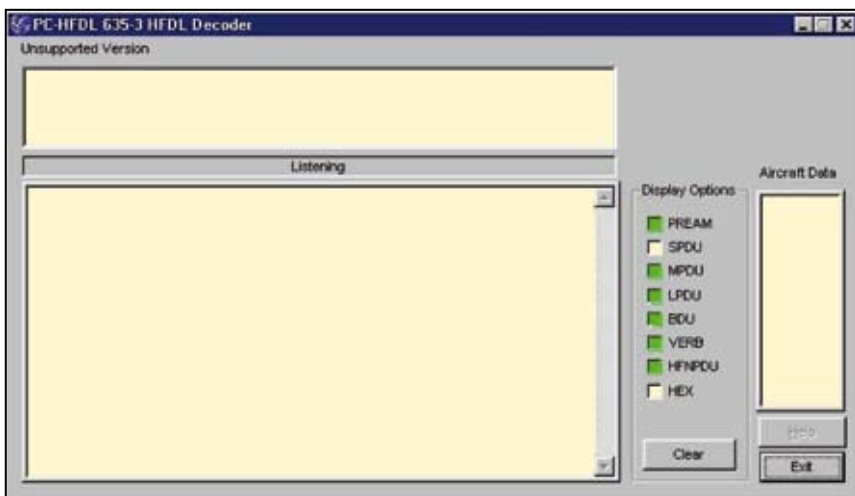 PC-HFDL 635-3 HFDL Decoder
Unsupported Version
Listening
Aircraft Data
Display Options
PREAM
SPDU
MPDU
LPDU
BDU
VERB
HFNPDU
HEX
Clear
Exit